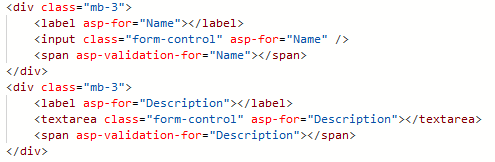 <div class="mb-3">
    <label asp-for="Name"></label>
    <input class="form-control" asp-for="Name" />
    <span asp-validation-for="Name"></span>
</div>
<div class="mb-3">
    <label asp-for="Description"></label>
    <textarea class="form-control" asp-for="Description"></textarea>
    <span asp-validation-for="Description"></span>
</div>